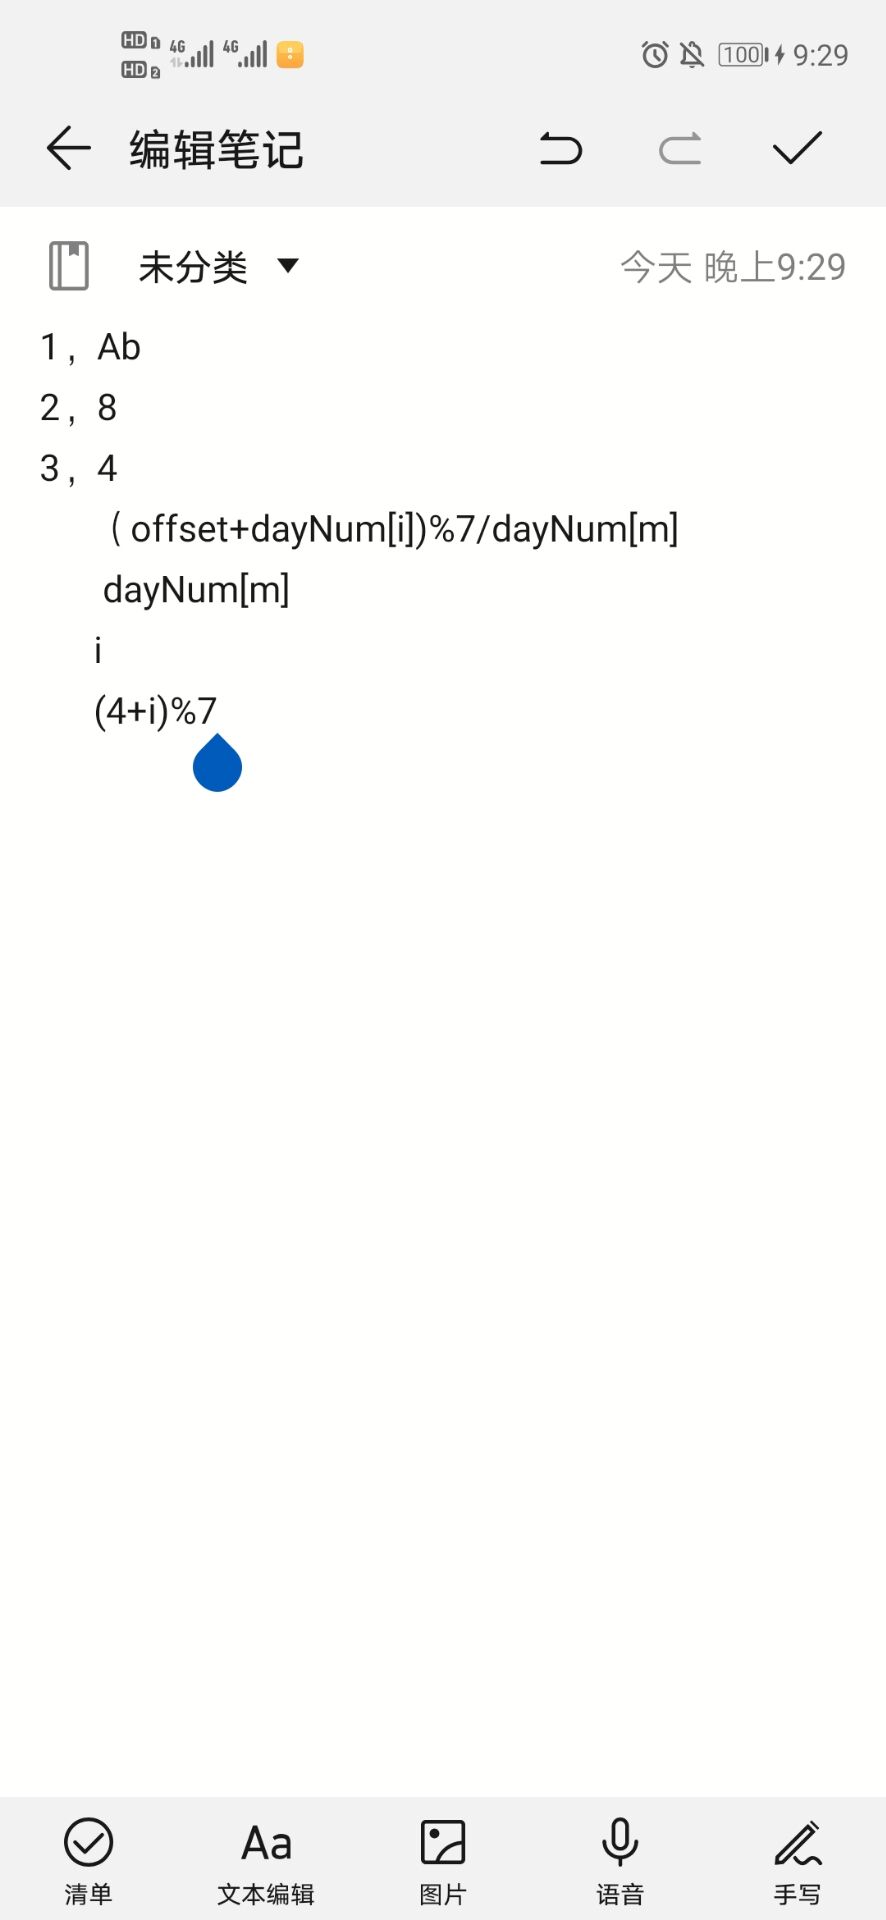 HD 1 4G 4G 100 9:29
HD 2
编辑笔记
未分类 今天 晚上9:29
1，Ab
2，8
3，4
（offset+dayNum[i])%7/dayNum[m]
dayNum[m]
i
(4+i)%7
Aa
清单 文本编辑 图片 语音 手写